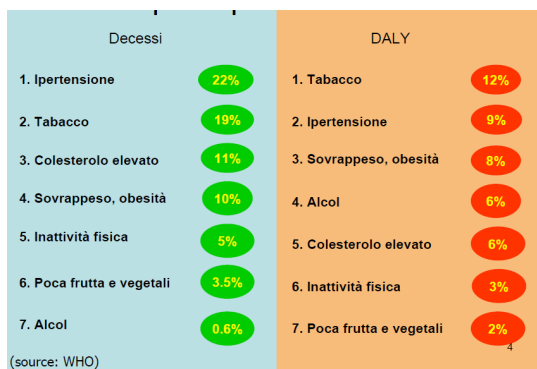 Decessi
1. Ipertensione 22%
2. Tabacco 19%
3. Colesterolo elevato 11%
4. Sovrappeso, obesità 10%
5. Inattività fisica 5%
6. Poca frutta e vegetali 3.5%
7. Alcol 0.6%
(source: WHO)
DALY
1. Tabacco 12%
2. Ipertensione 9%
3. Sovrappeso, obesità 8%
4. Alcol 6%
5. Colesterolo elevato 6%
6. Inattività fisica 3%
7. Poca frutta e vegetali 2%
4